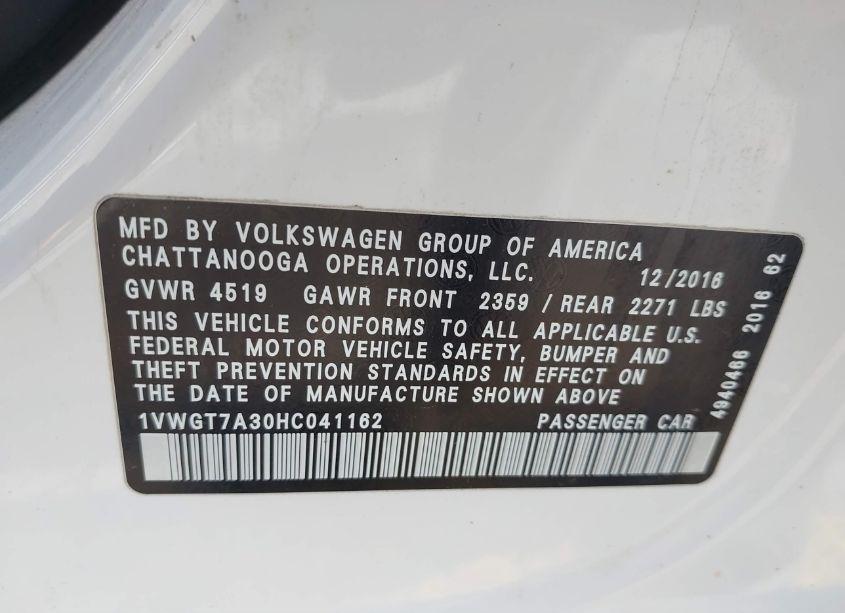 MFD BY VOLKSWAGEN GROUP OF AMERICA
CHATTANOOGA OPERATIONS, LLC. 12/2016
GVWR 4519 GAWR FRONT 2359 / REAR 2271 LBS
THIS VEHICLE CONFORMS TO ALL APPLICABLE U.S.
FEDERAL MOTOR VEHICLE SAFETY, BUMPER AND
THEFT PREVENTION STANDARDS IN EFFECT ON
THE DATE OF MANUFACTURE SHOWN ABOVE
1VWGT7A30HC041162 PASSENGER CAR
4940466 2016 62